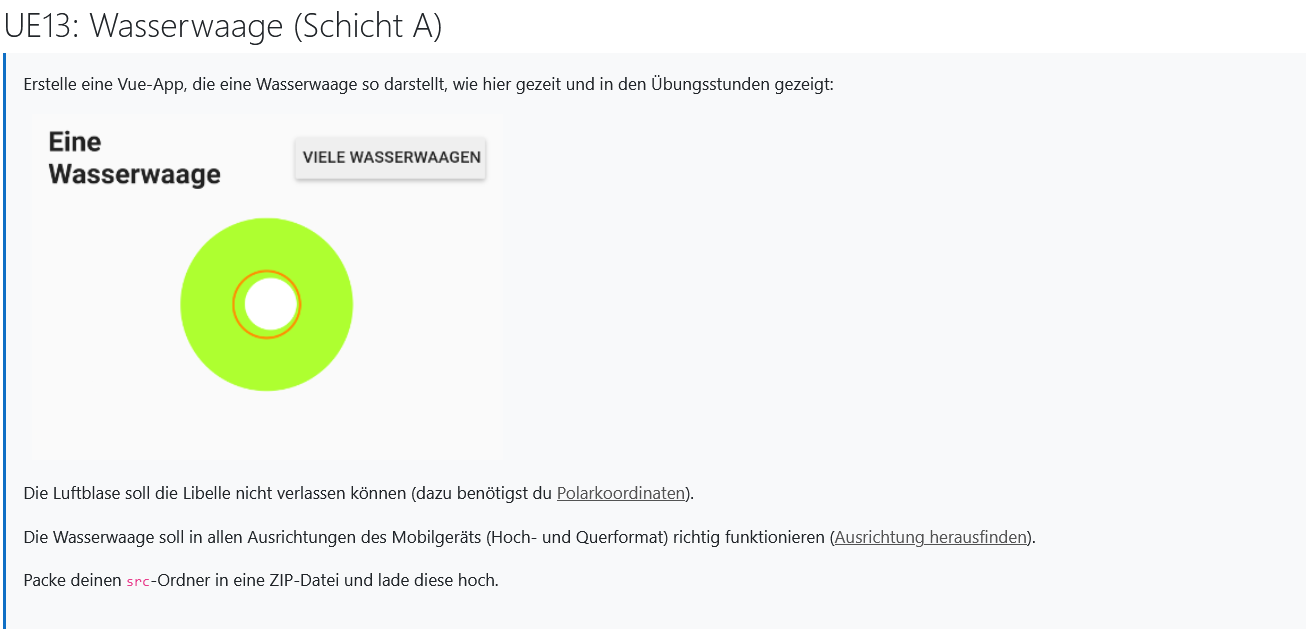 UE13: Wasserwaage (Schicht A)
Erstelle eine Vue-App, die eine Wasserwaage so darstellt, wie hier gezeit und in den Übungsstunden gezeigt:
Eine
Wasserwaage
VIELE WASSERWAAGEN
Die Luftblase soll die Libelle nicht verlassen können (dazu benötigst du Polarkoordinaten).
Die Wasserwaage soll in allen Ausrichtungen des Mobilgeräts (Hoch- und Querformat) richtig funktionieren (Ausrichtung herausfinden).
Packe deinen src-Ordner in eine ZIP-Datei und lade diese hoch.